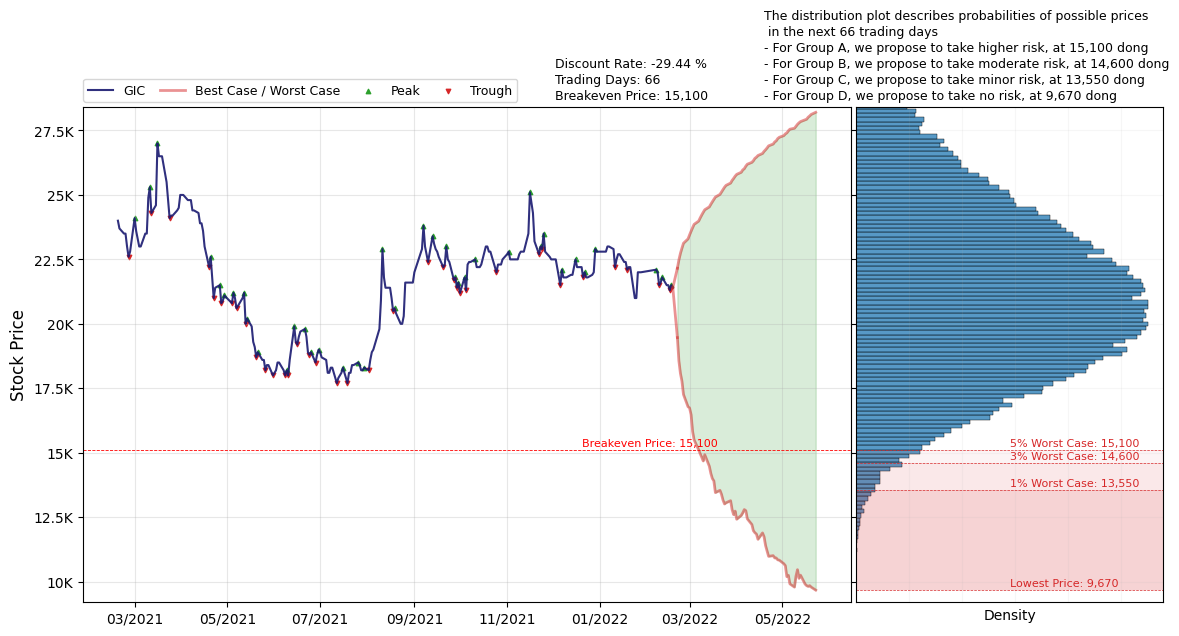 The distribution plot describes probabilities of possible prices
in the next 66 trading days
- For Group A, we propose to take higher risk, at 15,100 dong
- For Group B, we propose to take moderate risk, at 14,600 dong
- For Group C, we propose to take minor risk, at 13,550 dong
- For Group D, we propose to take no risk, at 9,670 dong
Discount Rate: -29.44 %
Trading Days: 66
Breakeven Price: 15,100
GIC
Best Case / Worst Case
Peak
Trough
Stock Price
27.5K
25K
22.5K
20K
17.5K
15K
12.5K
10K
Breakeven Price: 15,100
5% Worst Case: 15,100
3% Worst Case: 14,600
1% Worst Case: 13,550
Lowest Price: 9,670
03/2021
05/2021
07/2021
09/2021
11/2021
01/2022
03/2022
05/2022
Density